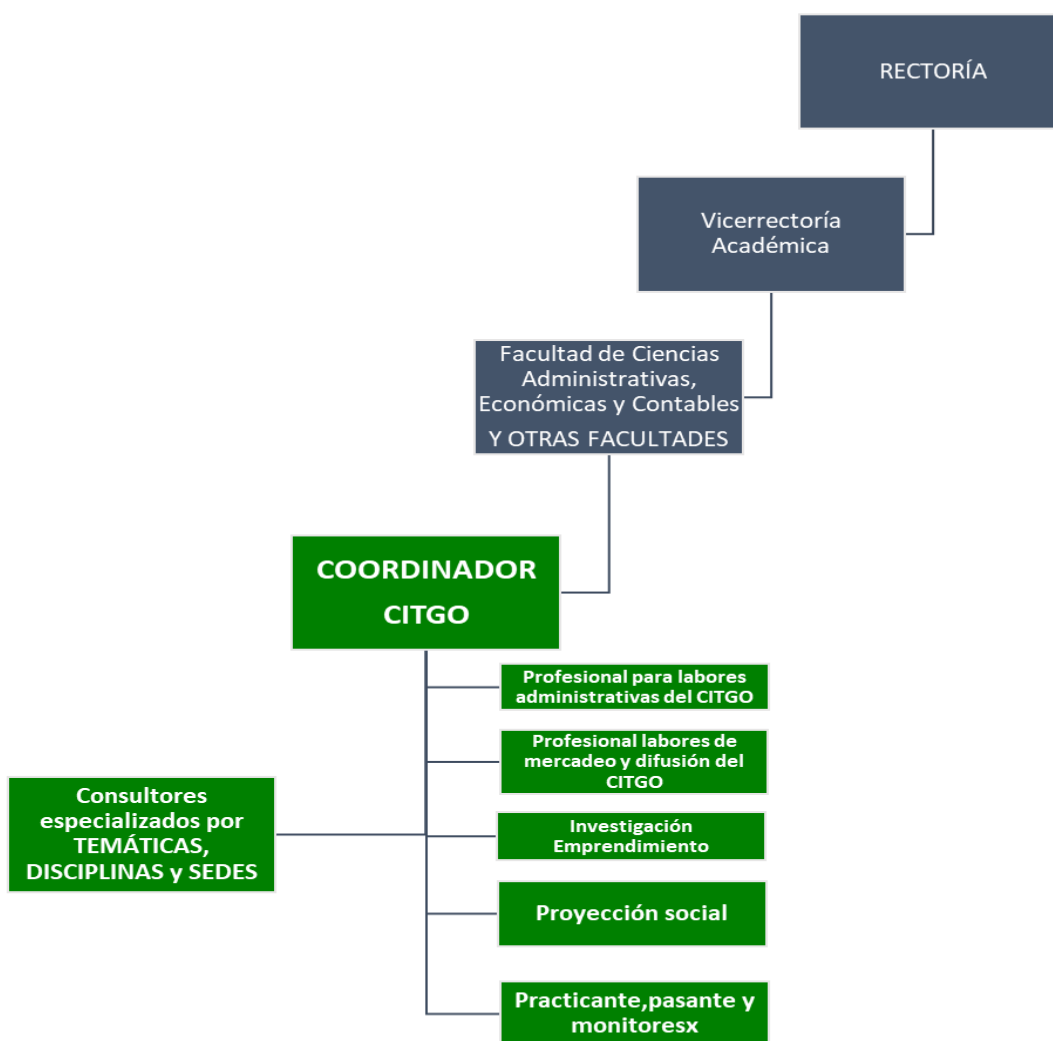 RECTORÍA
Vicerrectoría
Académica
Facultad de Ciencias
Administrativas,
Económicas y Contables
Y OTRAS FACULTADES
COORDINADOR
CITGO
Profesional para labores
administrativas del CITGO
Profesional labores de
mercadeo y difusión del
CITGO
Consultores
especializados por
TEMÁTICAS,
DISCIPLINAS y SEDES
Investigación
Emprendimiento
Proyección social
Practicante,pasante y
monitoresx